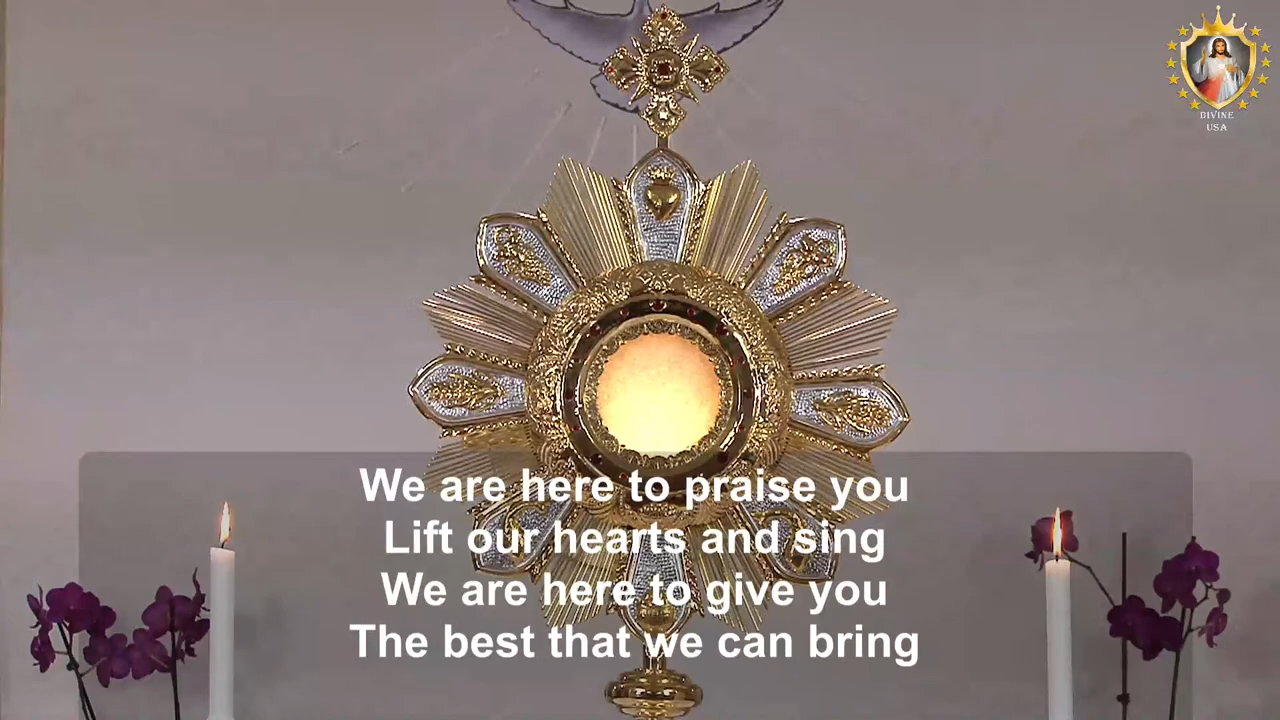 DIVINE
USA
We are here to praise you
Lift our hearts and sing
We are here to give you
The best that we can bring